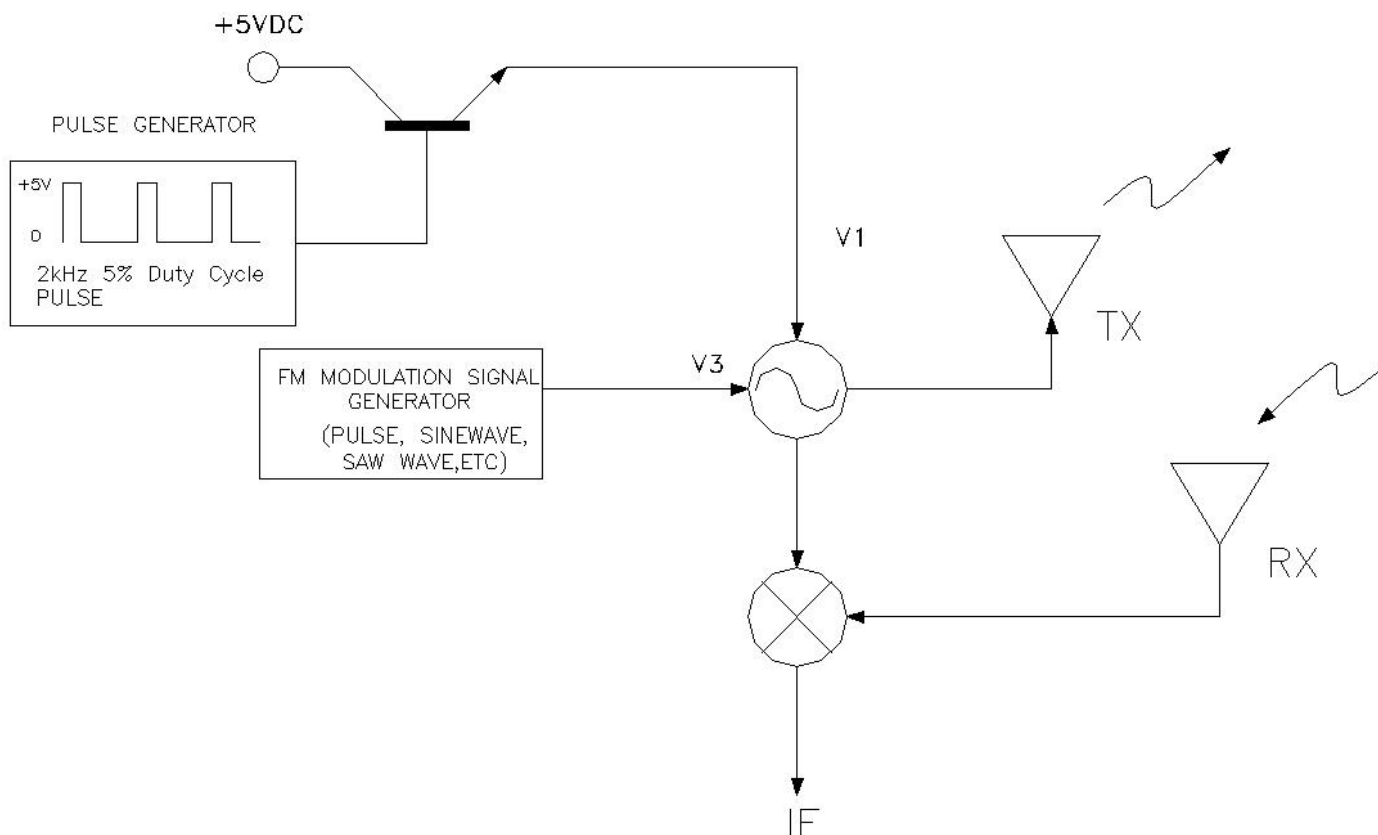 +5VDC
PULSE GENERATOR
+5V
0
2kHz 5% Duty Cycle
PULSE
V1
TX
V3
FM MODULATION SIGNAL
GENERATOR
(PULSE, SINEWAVE,
SAW WAVE,ETC)
RX
IF